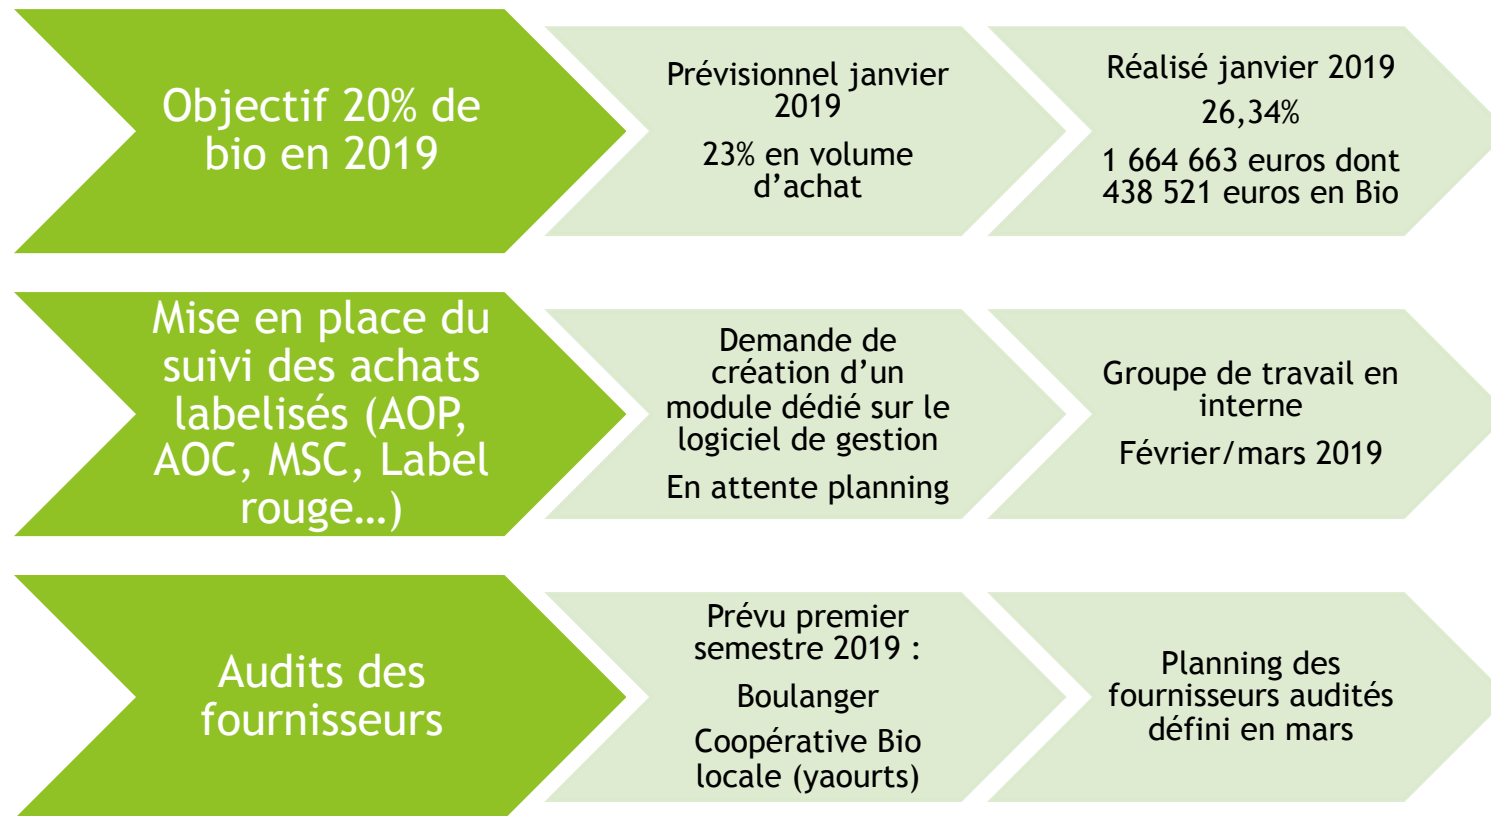 Objectif 20% de
bio en 2019
Prévisionnel janvier
2019
23% en volume
d’achat
Réalisé janvier 2019
26,34%
1 664 663 euros dont
438 521 euros en Bio
Mise en place du
suivi des achats
labelisés (AOP,
AOC, MSC, Label
rouge…)
Demande de
création d’un
module dédié sur le
logiciel de gestion
En attente planning
Groupe de travail en
interne
Février/mars 2019
Audits des
fournisseurs
Prévu premier
semestre 2019 :
Boulanger
Coopérative Bio
locale (yaourts)
Planning des
fournisseurs audités
défini en mars